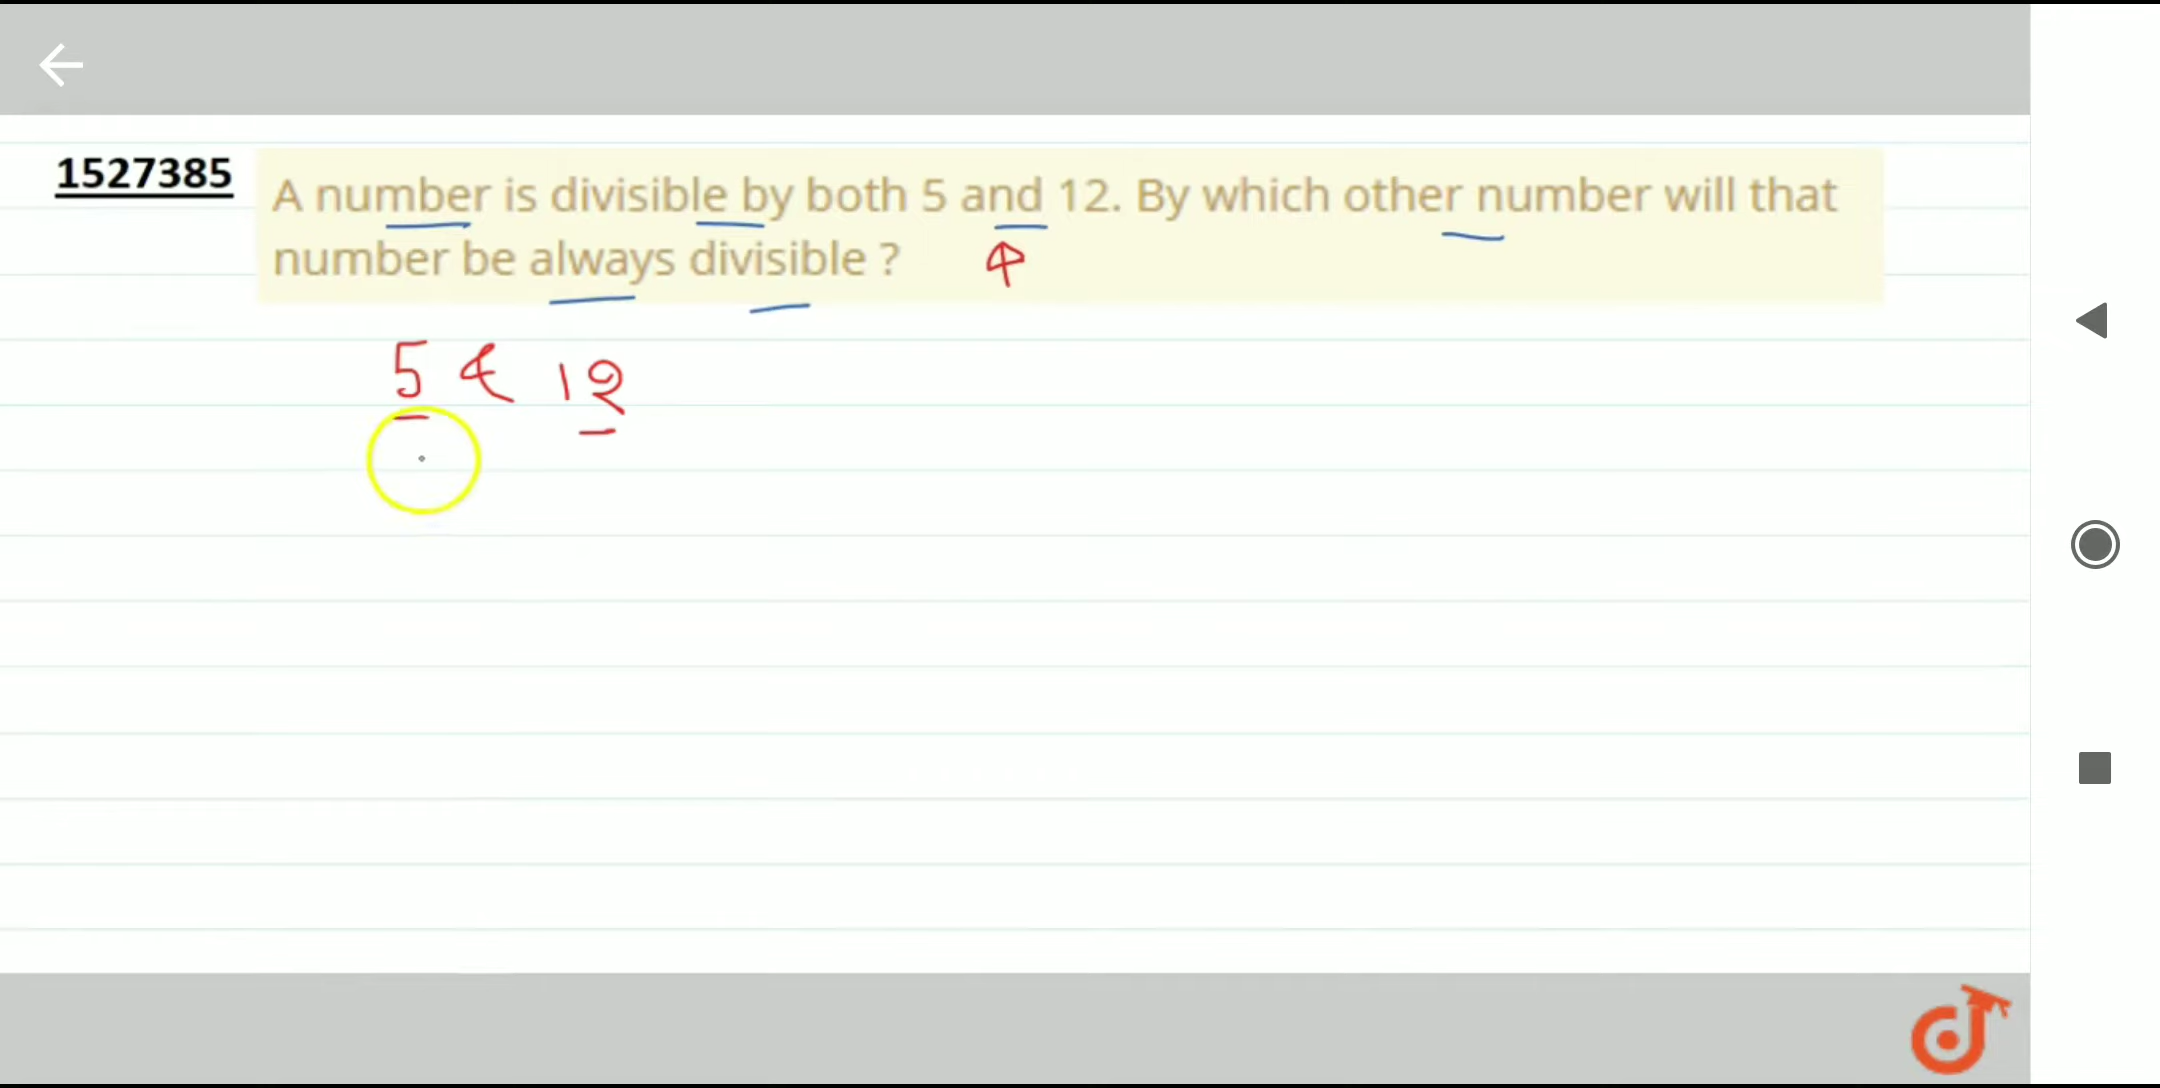 1527385
A number is divisible by both 5 and 12. By which other number will that
number be always divisible ?
5 & 12